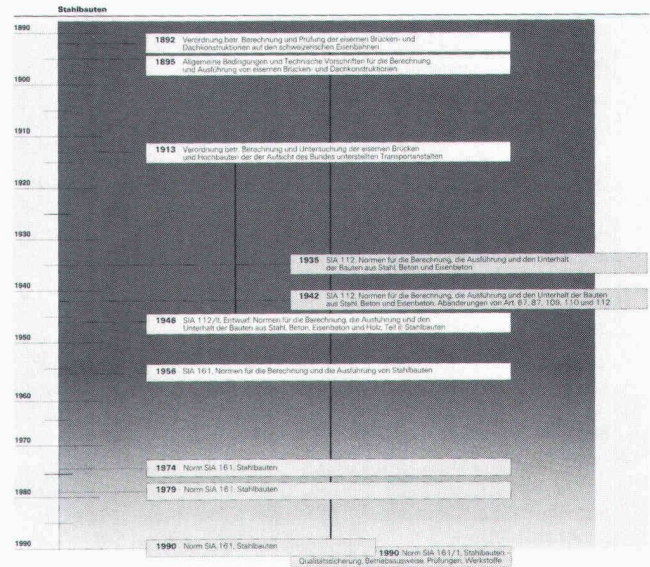 Stahlbauten
1890
1892 Verordnung betr. Berechnung und Prüfung der eisernen Brücken- und
Dachkonstruktionen auf den schweizerischen Eisenbahnen
1895 Allgemeine Bedingungen und Technische Vorschriften für die Berechnung
und Ausführung von eisernen Brücken- und Dachkonstruktionen
1900
1910
1913 Verordnung betr. Berechnung und Untersuchung der eisernen Brücken
und Hochbauten der der Aufsicht des Bundes unterstellten Transportanstalten
1920
1930
1935 SIA 112, Normen für die Berechnung, die Ausführung und den Unterhalt
der Bauten aus Stahl, Beton und Eisenbeton
1940
1942 SIA 112, Normen für die Berechnung, die Ausführung und den Unterhalt der Bauten
aus Stahl, Beton und Eisenbeton, Abänderungen von Art. 67, 87, 109, 110 und 112
1946 SIA 112/II, Entwurf: Normen für die Berechnung, die Ausführung und den
Unterhalt der Bauten aus Stahl, Beton, Eisenbeton und Holz, Teil II: Stahlbauten
1950
1956 SIA 161, Normen für die Berechnung und die Ausführung von Stahlbauten
1960
1970
1974 Norm SIA 161, Stahlbauten
1979 Norm SIA 161, Stahlbauten
1980
1990
1990 Norm SIA 161, Stahlbauten
1990 Norm SIA 161/1, Stahlbauten -
Qualitätssicherung, Betriebsausweise, Prüfungen, Werkstoffe